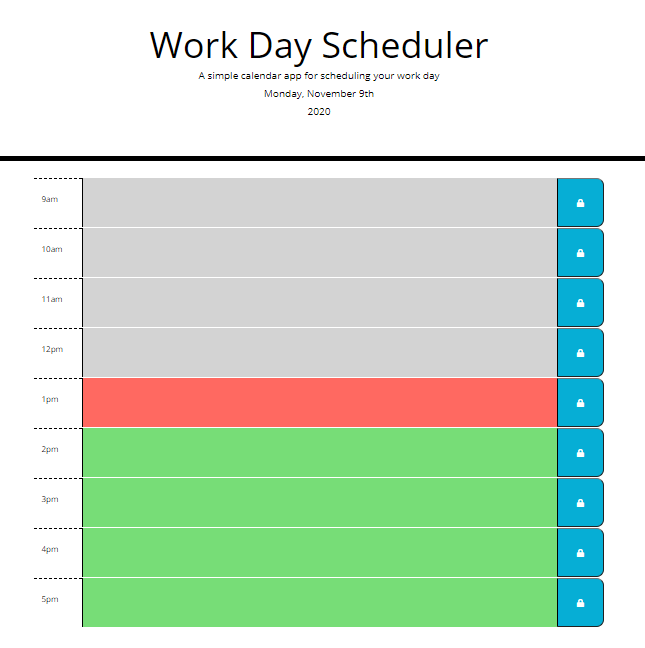 Work Day Scheduler
A simple calendar app for scheduling your work day
Monday, November 9th
2020
9am
10am
11am
12pm
1pm
2pm
3pm
4pm
5pm